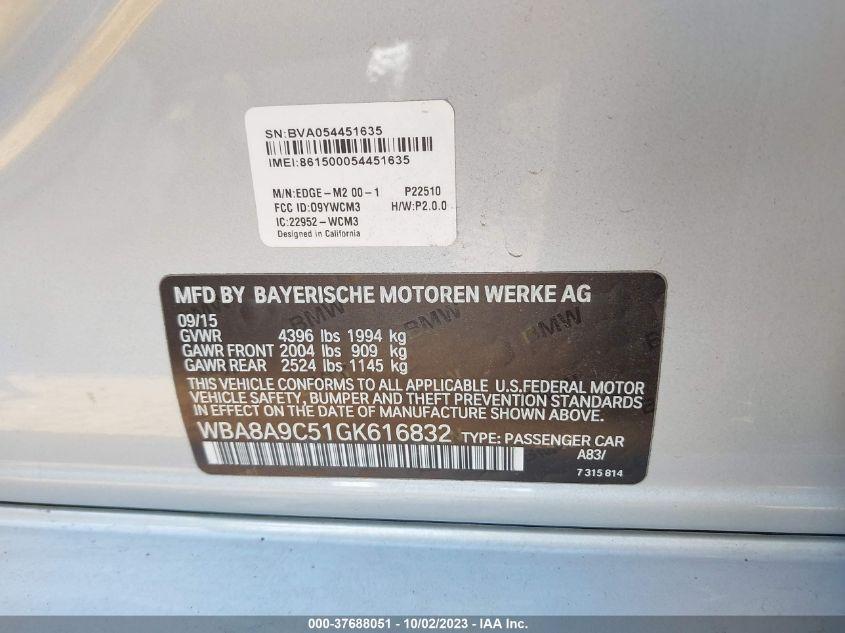 SN:BVA054451635
IMEI:861500054451635
M/N:EDGE-M2 00-1 P22510
FCC ID:O9YWCM3 H/W:P2.0.0
IC:22952-WCM3
Designed in California
MFD BY BAYERISCHE MOTOREN WERKE AG
09/15
GVWR 4396 lbs 1994 kg
GAWR FRONT 2004 lbs 909 kg
GAWR REAR 2524 lbs 1145 kg
THIS VEHICLE CONFORMS TO ALL APPLICABLE U.S.FEDERAL MOTOR
VEHICLE SAFETY, BUMPER AND THEFT PREVENTION STANDARDS
IN EFFECT ON THE DATE OF MANUFACTURE SHOWN ABOVE.
WBA8A9C51GK616832 TYPE: PASSENGER CAR
A83/
7 315 814
000-37688051 - 10/02/2023 - IAA Inc.